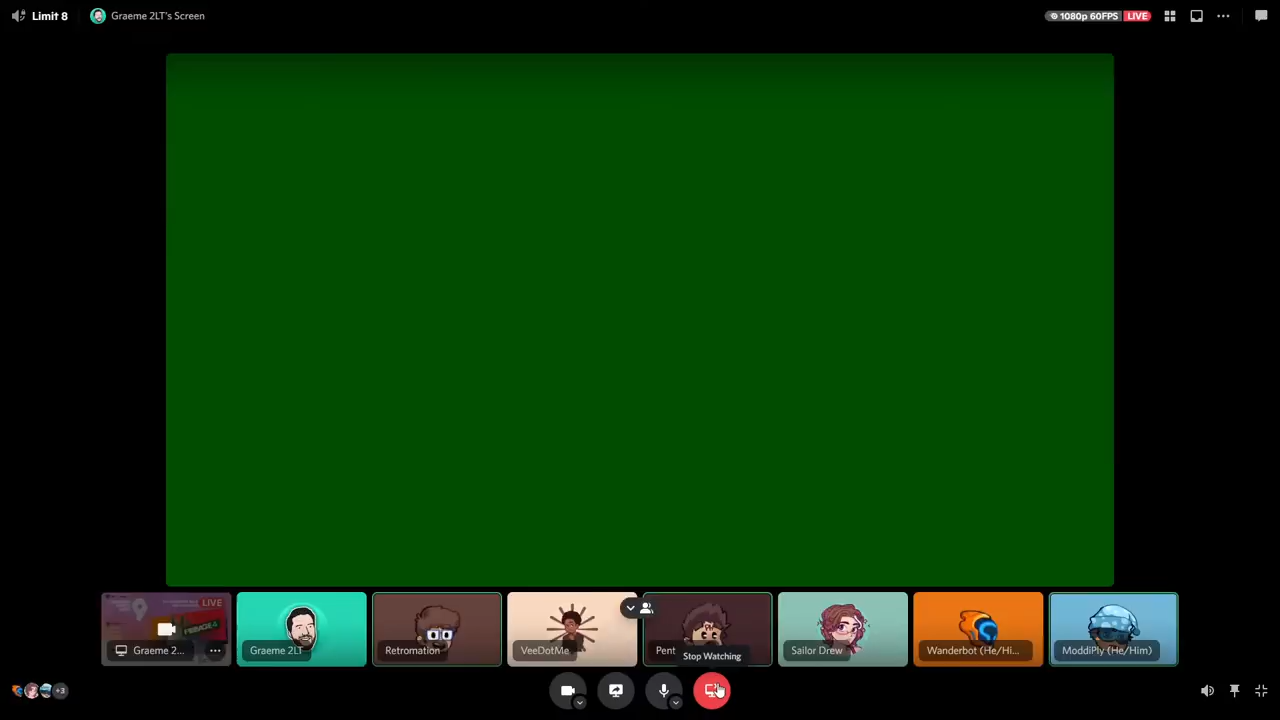 Limit 8
Graeme 2LT's Screen
1080p 60FPS
LIVE
LIVE
Graeme 2...
Graeme 2LT
Retromation
VeeDotMe
Pent
Sailor Drew
Wanderbot (He/Hi...
ModdiPly (He/Him)
Stop Watching
+3